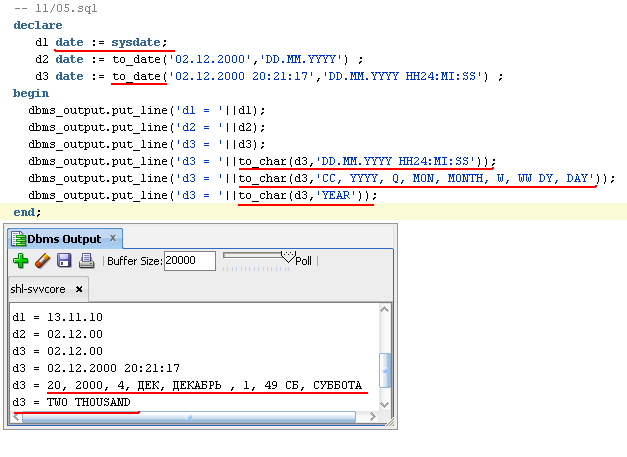 -- 11/05.sql
declare
d1 date := sysdate;
d2 date := to_date('02.12.2000','DD.MM.YYYY') ;
d3 date := to_date('02.12.2000 20:21:17','DD.MM.YYYY HH24:MI:SS') ;
begin
dbms_output.put_line('d1 = '||d1);
dbms_output.put_line('d2 = '||d2);
dbms_output.put_line('d3 = '||d3);
dbms_output.put_line('d3 = '||to_char(d3,'DD.MM.YYYY HH24:MI:SS'));
dbms_output.put_line('d3 = '||to_char(d3,'CC, YYYY, Q, MON, MONTH, W, WW DY, DAY'));
dbms_output.put_line('d3 = '||to_char(d3,'YEAR'));
end;
Dbms Output x
Buffer Size: 20000 Poll
shl-svvcore x
d1 = 13.11.10
d2 = 02.12.00
d3 = 02.12.00
d3 = 02.12.2000 20:21:17
d3 = 20, 2000, 4, ДЕК, ДЕКАБРЬ , 1, 49 СБ, СУББОТА
d3 = TWO THOUSAND